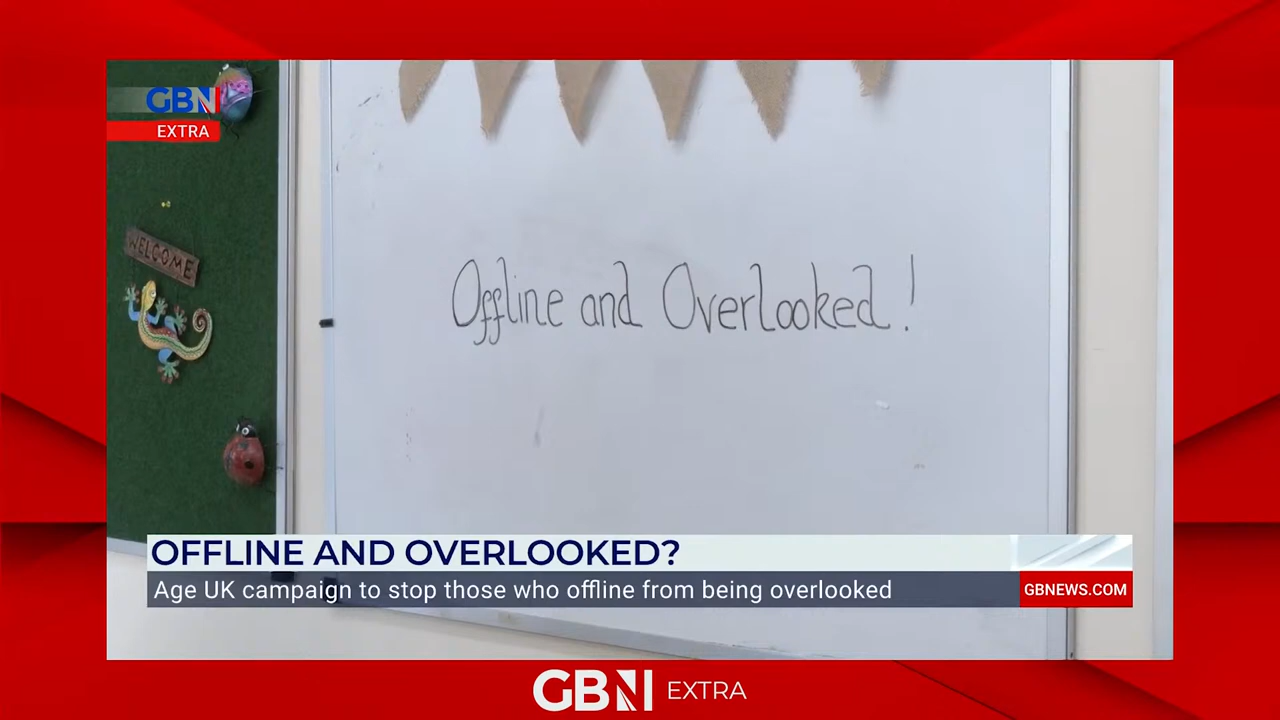 GBN
EXTRA
WELCOME
Offline and Overlooked!
OFFLINE AND OVERLOOKED?
Age UK campaign to stop those who offline from being overlooked
GBNEWS.COM
GBN EXTRA